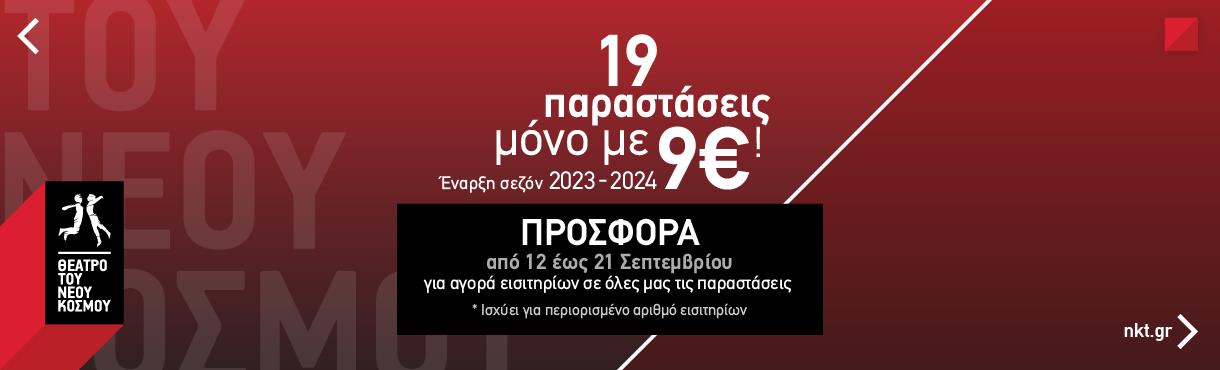 ΤΟΥ
ΝΕΟΥ
ΚΟΣΜΟΥ
19
παραστάσεις
μόνο με 9€!
Έναρξη σεζόν 2023-2024
ΠΡΟΣΦΟΡΑ
από 12 έως 21 Σεπτεμβρίου
για αγορά εισιτηρίων σε όλες μας τις παραστάσεις
* Ισχύει για περιορισμένο αριθμό εισιτηρίων
ΘΕΑΤΡΟ
ΤΟΥ
ΝΕΟΥ
ΚΟΣΜΟΥ
nkt.gr